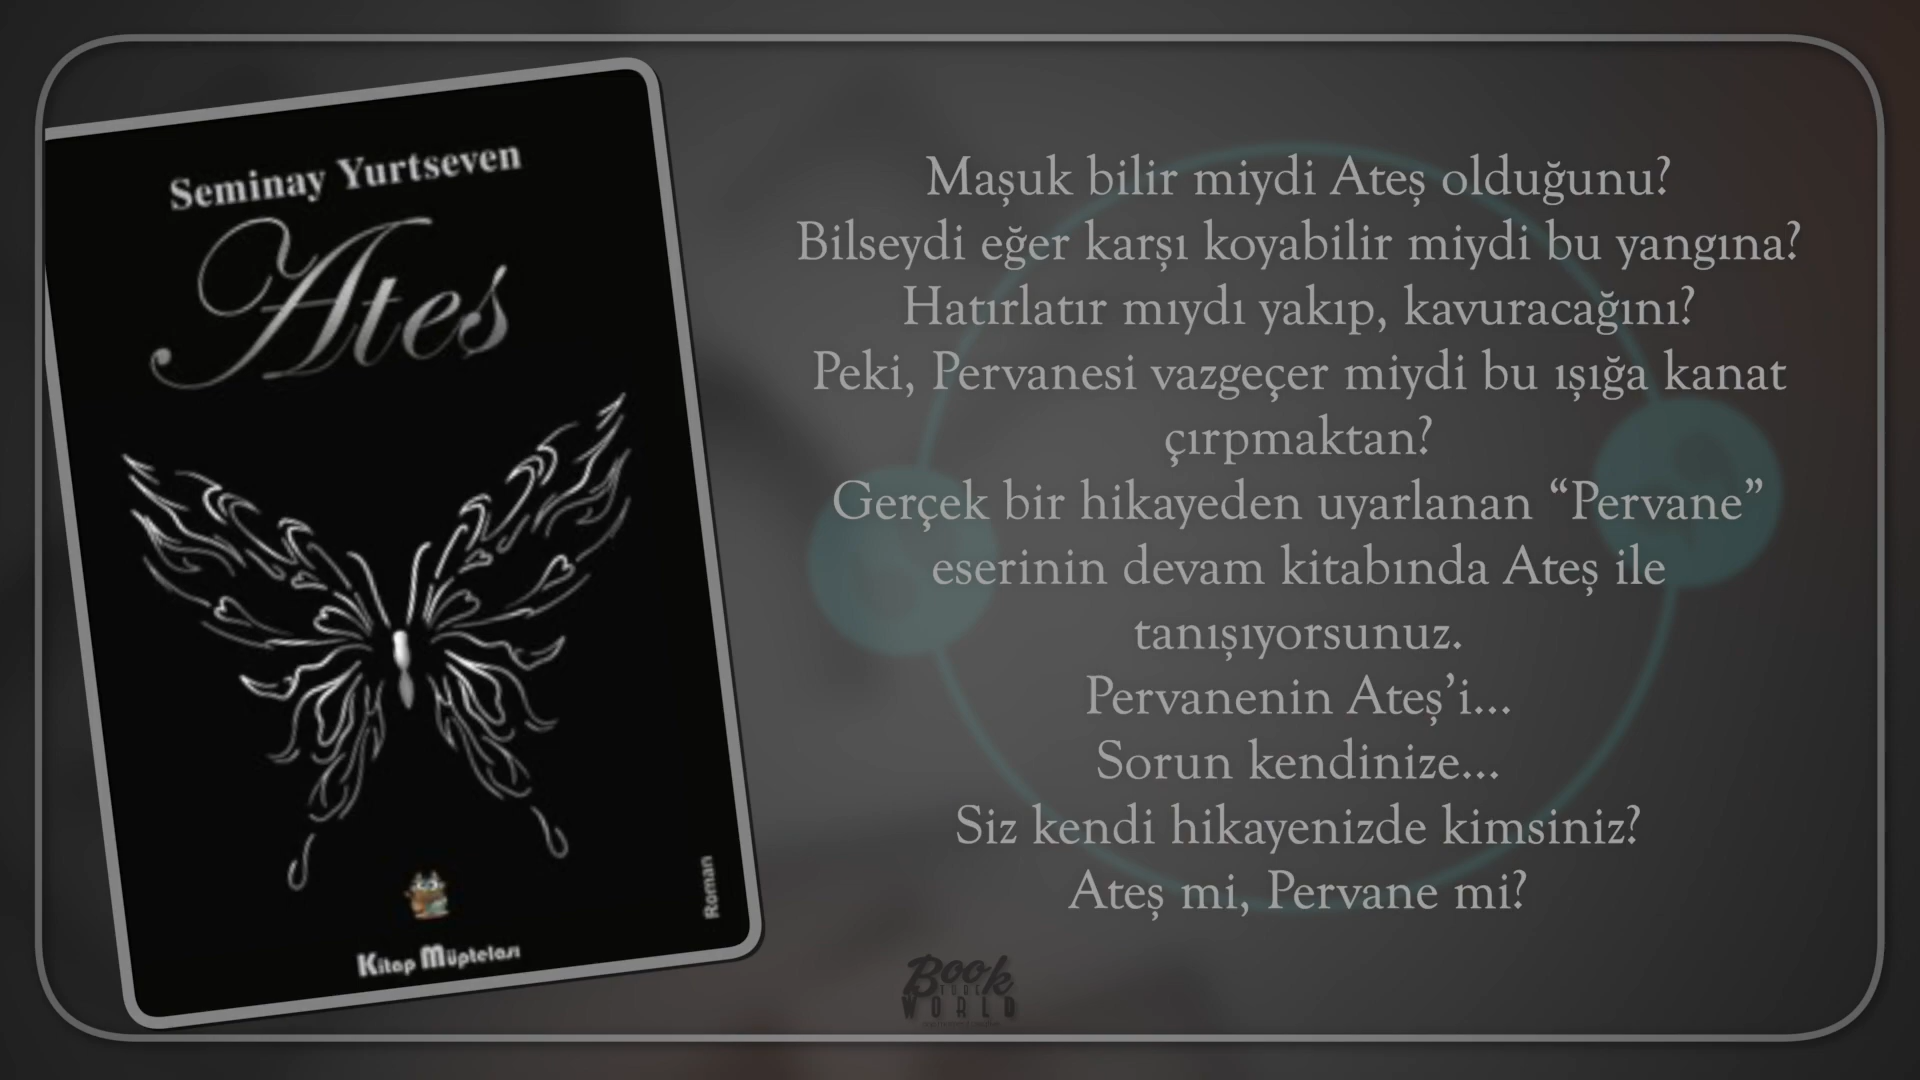 Seminay Yurtseven
Ateş
Roman
Kitap Müptelası
Maşuk bilir miydi Ateş olduğunu?
Bilseydi eğer karşı koyabilir miydi bu yangına?
Hatırlatır mıydı yakıp, kavuracağını?
Peki, Pervanesi vazgeçer miydi bu ışığa kanat
çırpmaktan?
Gerçek bir hikayeden uyarlanan “Pervane”
eserinin devam kitabında Ateş ile
tanışıyorsunuz.
Pervanenin Ateş’i...
Sorun kendinize...
Siz kendi hikayenizde kimsiniz?
Ateş mi, Pervane mi?
Book
TUBE
WORLD